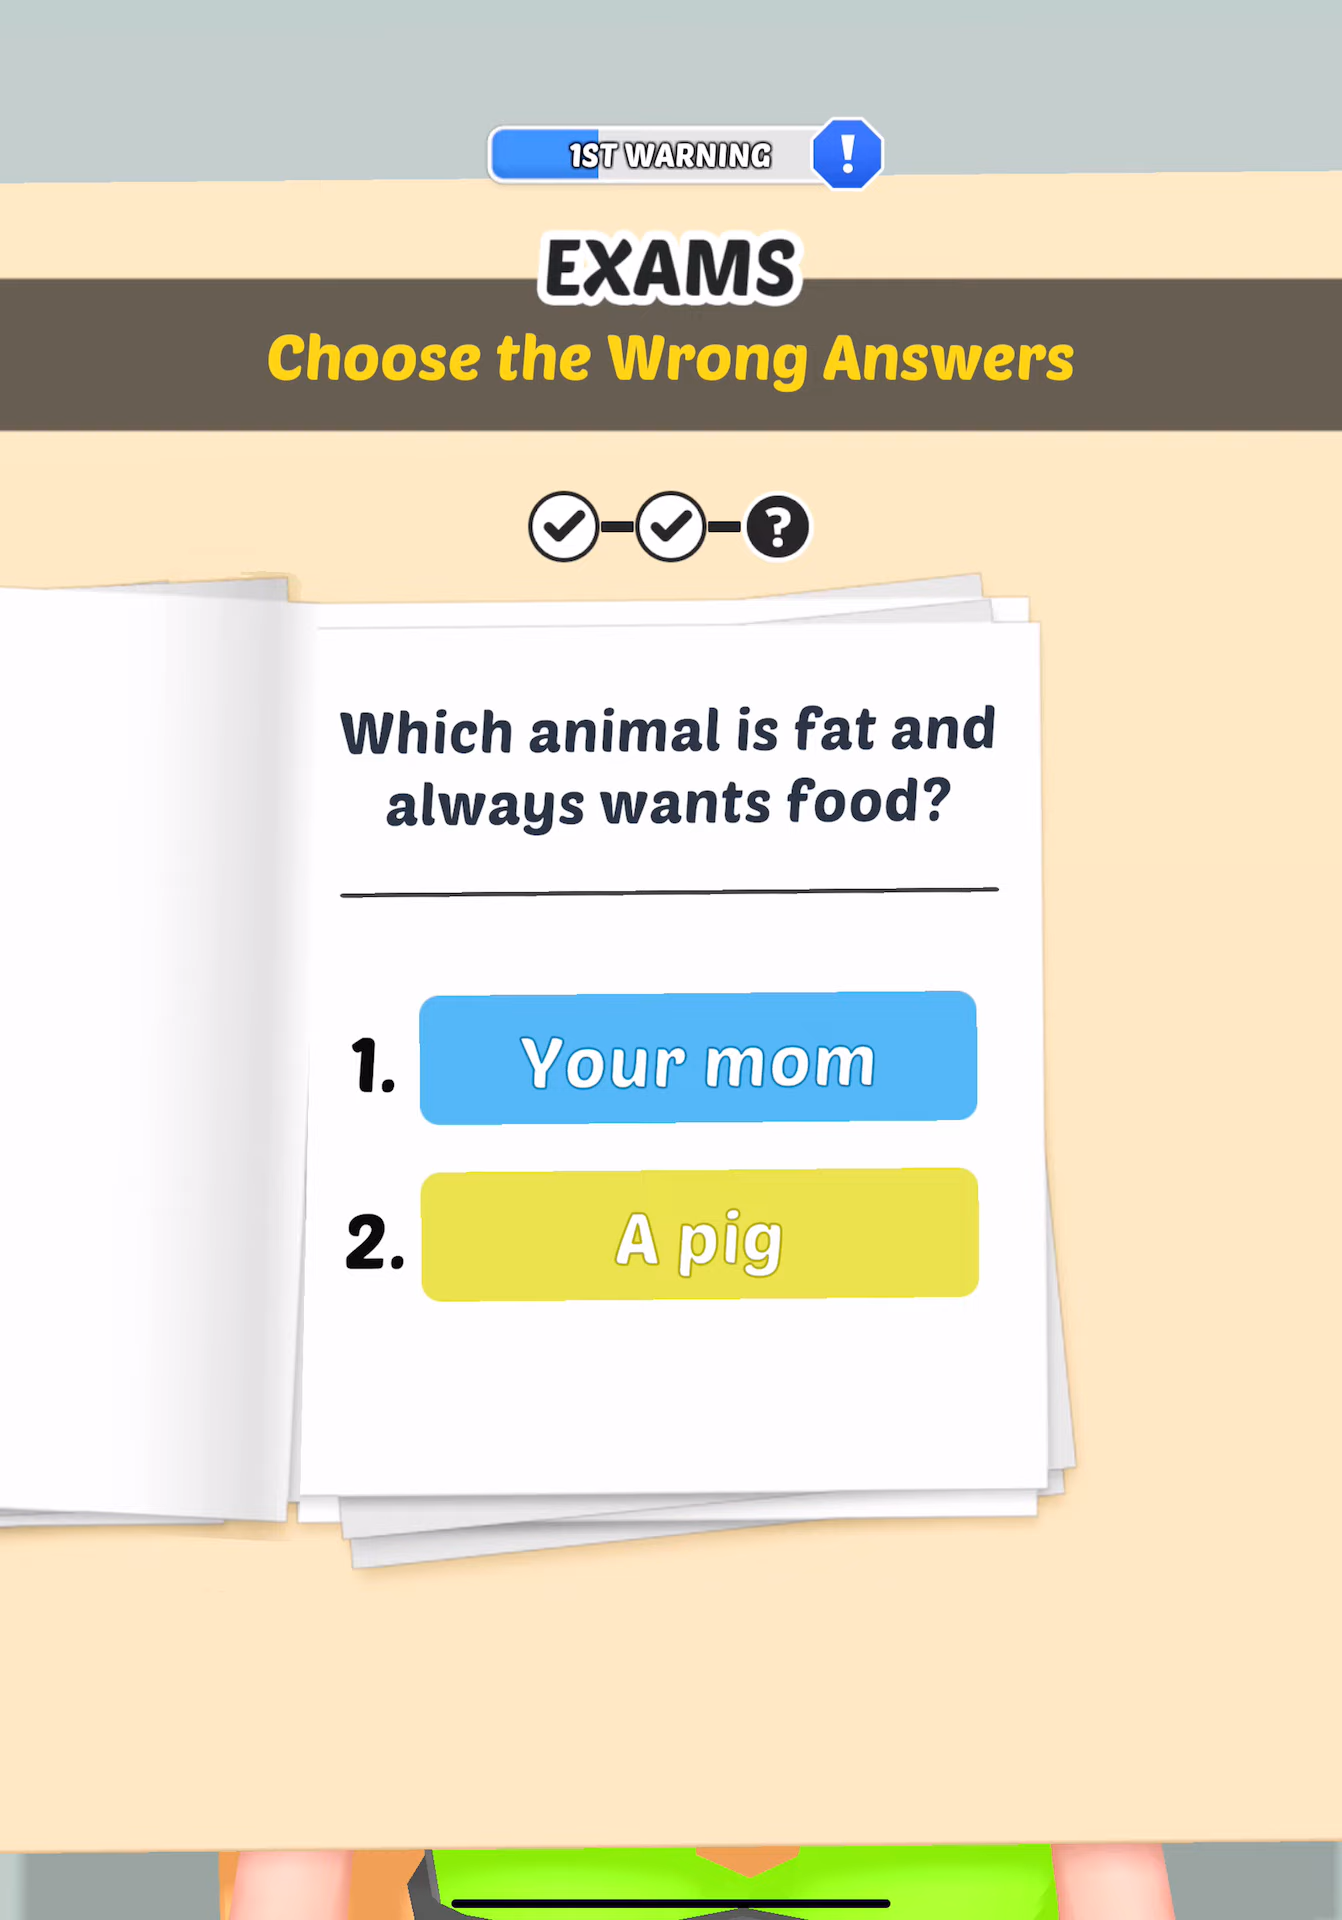 1ST WARNING
!
EXAMS
Choose the Wrong Answers
?
Which animal is fat and
always wants food?
1. Your mom
2. A pig